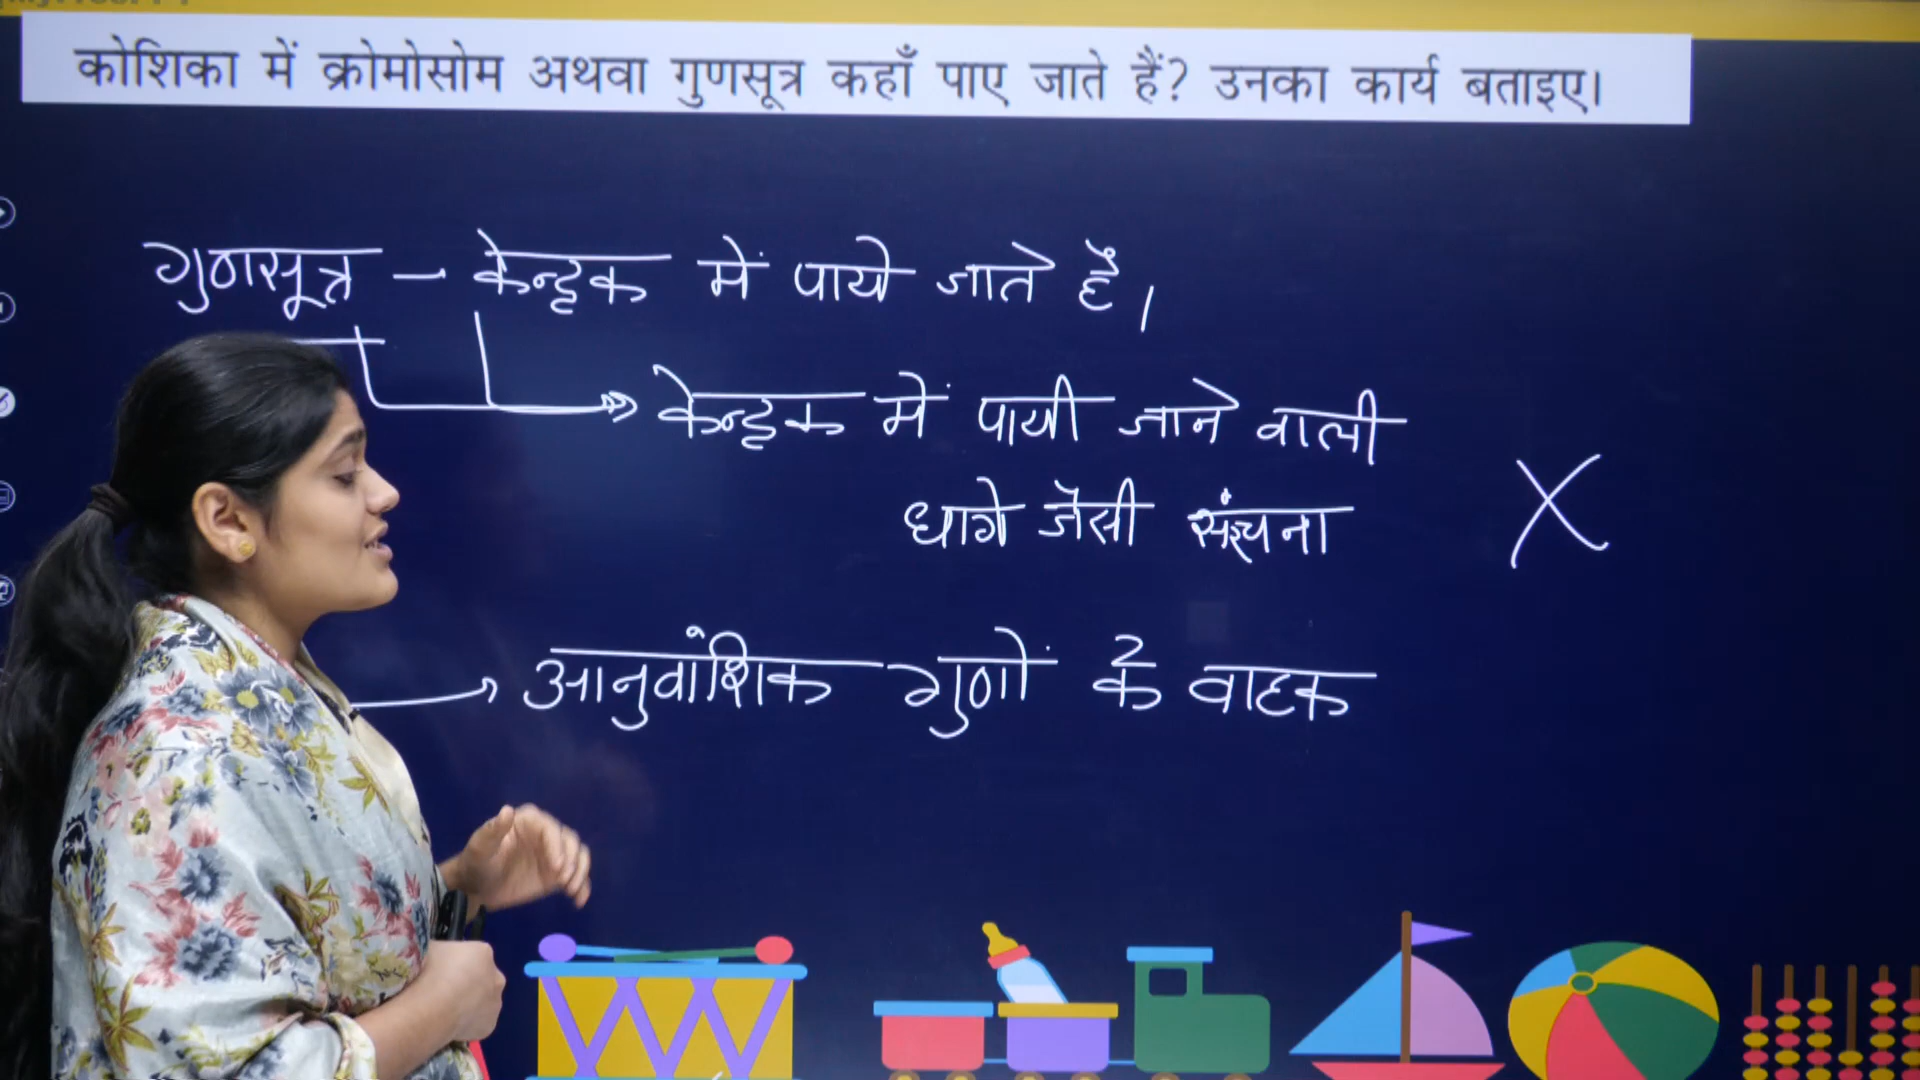 कोशिका में क्रोमोसोम अथवा गुणसूत्र कहाँ पाए जाते हैं? उनका कार्य बताइए।
गुणसूत्र – केन्द्रक में पाये जाते है।
केन्द्रक में पायी जाने वाली
धागे जैसी संरचना
आनुवांशिक गुणों के वाहक